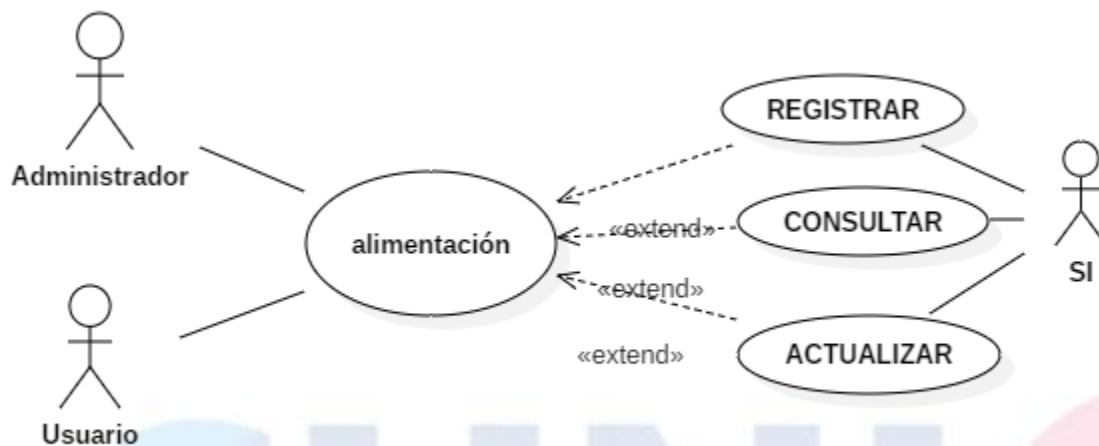 Administrador
Usuario
alimentación
REGISTRAR
CONSULTAR
ACTUALIZAR
«extend»
«extend»
«extend»
SI